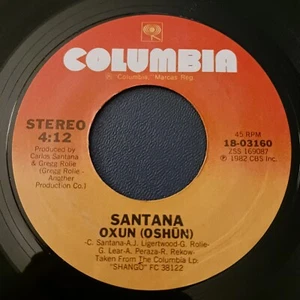 COLUMBIA
® Columbia, Marcas Reg.
STEREO
4:12
Produced by
Carlos Santana
& Gregg Rolie
(Gregg Rolie-
Another
Production Co.)
45 RPM
18-03160
ZSS 169087
℗ 1982 CBS Inc.
SANTANA
OXUN (OSHŪN)
-C. Santana-A.J. Ligertwood-G. Rolie-
G. Lear-A. Peraza-R. Rekow-
Taken From The Columbia Lp:
"SHANGÓ" FC 38122